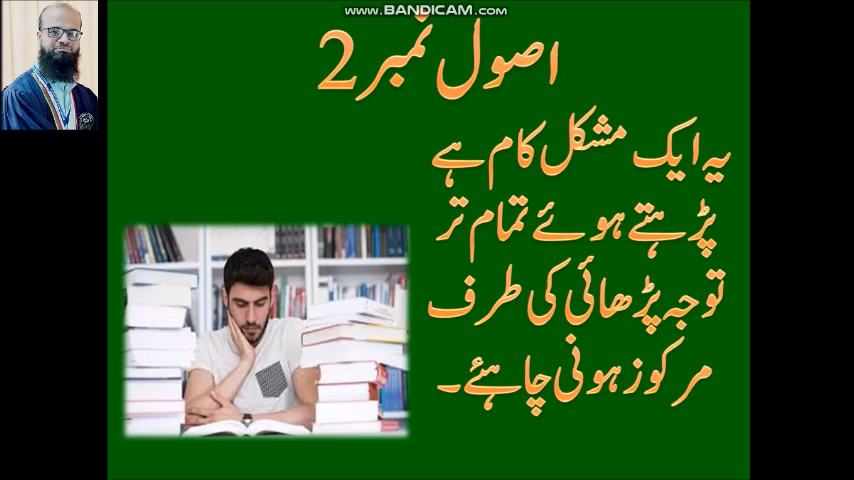 www.BANDICAM.com
اصول نمبر 2
یہ ایک مشکل کام ہے
پڑہتے ہوئے تمام تر
توجہ پڑھائی کی طرف
مرکوز ہونی چاہئے۔